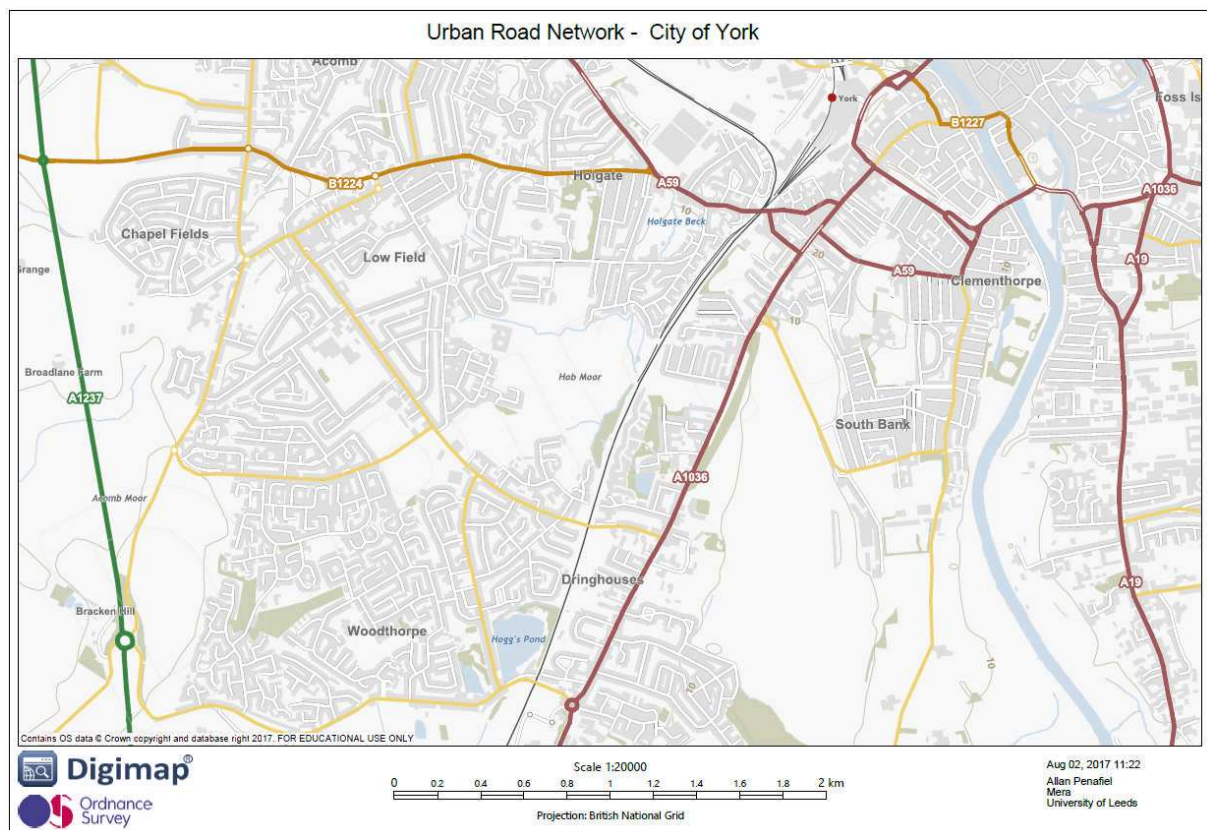 Urban Road Network - City of York
Acomb
York
Foss Is
B1227
B1224
Holgate
A59
A1036
Holgate Beck
10
Chapel Fields
Low Field
Grange
20
A19
A59
10
Clementhorpe
10
Broadlane Farm
Hob Moor
A1237
South Bank
A1036
Acomb Moor
Dringhouses
A19
Bracken Hill
Woodthorpe
Hogg's Pond
10
10
Contains OS data © Crown copyright and database right 2017. FOR EDUCATIONAL USE ONLY
Digimap®
Ordnance
Survey
Scale 1:20000
0 0.2 0.4 0.6 0.8 1 1.2 1.4 1.6 1.8 2 km
Projection: British National Grid
Aug 02, 2017 11:22
Allan Penafiel
Mera
University of Leeds